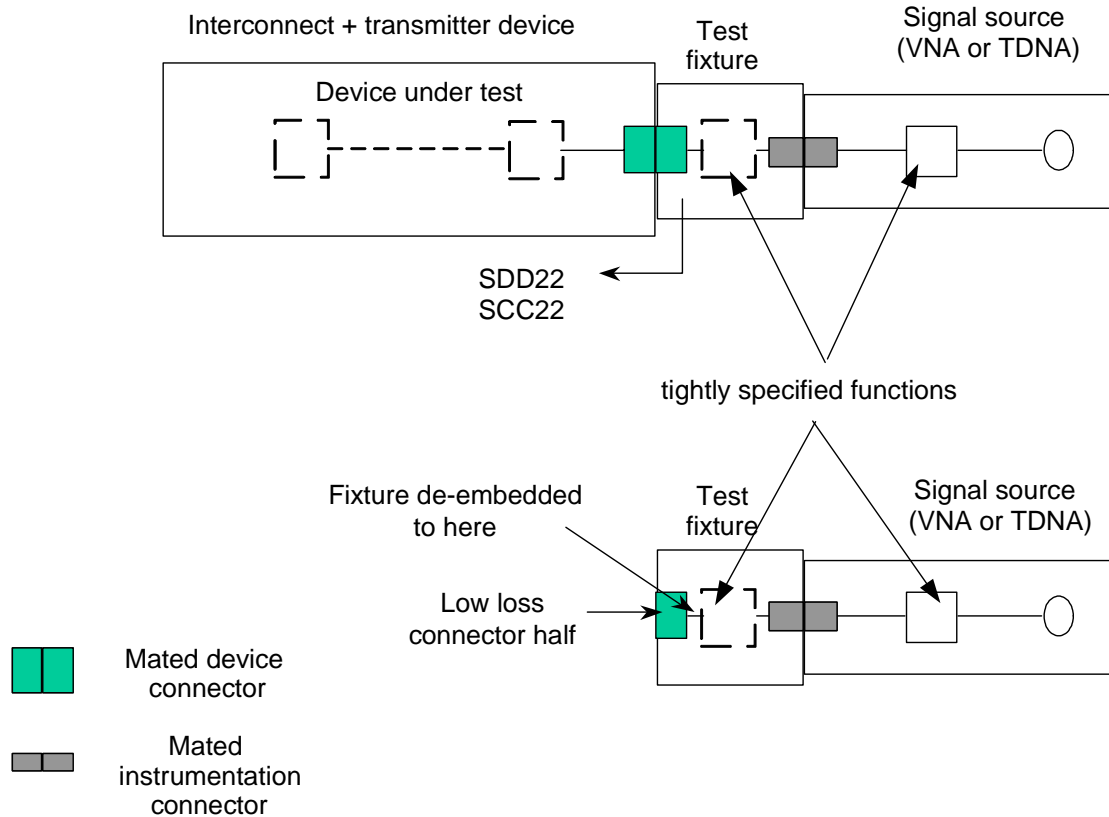 Interconnect + transmitter device
Test
fixture
Signal source
(VNA or TDNA)
Device under test
SDD22
SCC22
tightly specified functions
Fixture de-embedded
to here
Test
fixture
Signal source
(VNA or TDNA)
Low loss
connector half
Mated device
connector
Mated
instrumentation
connector